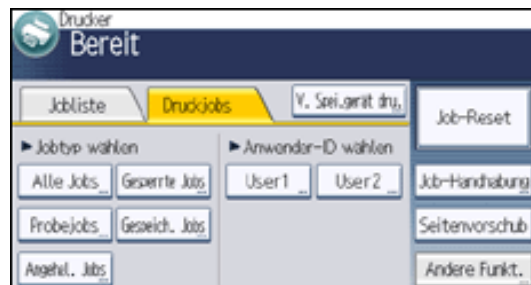 Drucker
Bereit
Jobliste
Druckjobs
V. Spei.gerät dru.
Job-Reset
Jobtyp wählen
Anwender-ID wählen
Alle Jobs
Gesperrte Jobs
User1
User2
Job-Handhabung
Probejobs
Gespeich. Jobs
Seitenvorschub
Angehal. Jobs
Andere Funkt.